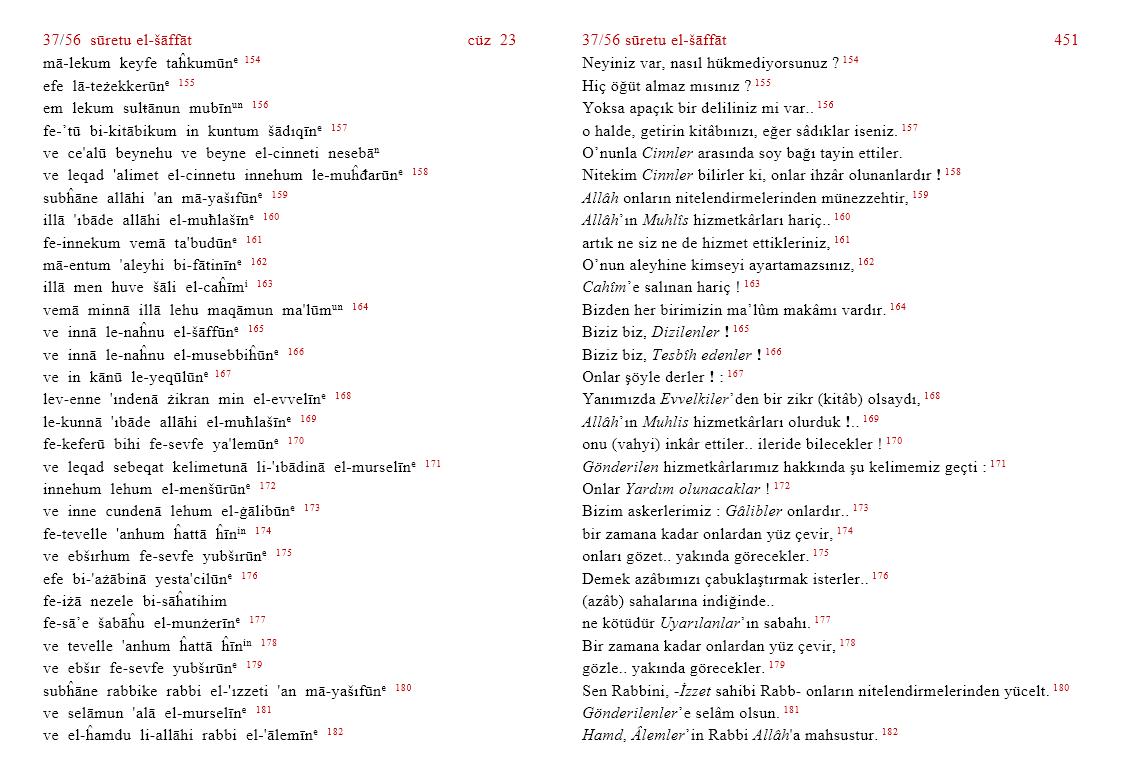 37/56 sūretu el-šāffāt cüz 23
mā-lekum keyfe taĥkumūnᵉ 154
efe lā-teżekkerūnᵉ 155
em lekum sulŧānun mubīnᵘⁿ 156
fe-’tū bi-kitābikum in kuntum šādıqīnᵉ 157
ve ce'alū beynehu ve beyne el-cinneti nesebāⁿ
ve leqad 'alimet el-cinnetu innehum le-muĥđarūnᵉ 158
subĥāne allāhi 'an mā-yašıfūnᵉ 159
illā 'ıbāde allāhi el-muħlašīnᵉ 160
fe-innekum vemā ta'budūnᵉ 161
mā-entum 'aleyhi bi-fātinīnᵉ 162
illā men huve šāli el-caĥīmⁱ 163
vemā minnā illā lehu maqāmun ma'lūmᵘⁿ 164
ve innā le-naĥnu el-šāffūnᵉ 165
ve innā le-naĥnu el-musebbiĥūnᵉ 166
ve in kānū le-yeqūlūnᵉ 167
lev-enne 'ındenā żikran min el-evvelīnᵉ 168
le-kunnā 'ıbāde allāhi el-muħlašīnᵉ 169
fe-keferū bihi fe-sevfe ya'lemūnᵉ 170
ve leqad sebeqat kelimetunā li-'ıbādinā el-murselīnᵉ 171
innehum lehum el-menšūrūnᵉ 172
ve inne cundenā lehum el-ġālibūnᵉ 173
fe-tevelle 'anhum ĥattā ĥīnⁱⁿ 174
ve ebšırhum fe-sevfe yubšırūnᵉ 175
efe bi-'ażābinā yesta'cilūnᵉ 176
fe-iżā nezele bi-sāĥatihim
fe-sā’e šabāĥu el-munżerīnᵉ 177
ve tevelle 'anhum ĥattā ĥīnⁱⁿ 178
ve ebšır fe-sevfe yubšırūnᵉ 179
subĥāne rabbike rabbi el-'ızzeti 'an mā-yašıfūnᵉ 180
ve selāmun 'alā el-murselīnᵉ 181
ve el-ĥamdu li-allāhi rabbi el-'ālemīnᵉ 182
37/56 sūretu el-šāffāt 451
Neyiniz var, nasıl hükmediyorsunuz ? 154
Hiç öğüt almaz mısınız ? 155
Yoksa apaçık bir deliliniz mi var.. 156
o halde, getirin kitâbınızı, eğer sâdıklar iseniz. 157
O’nunla Cinnler arasında soy bağı tayin ettiler.
Nitekim Cinnler bilirler ki, onlar ihzâr olunanlardır ! 158
Allâh onların nitelendirmelerinden münezzehtir, 159
Allâh’ın Muhlîs hizmetkârları hariç.. 160
artık ne siz ne de hizmet ettikleriniz, 161
O’nun aleyhine kimseyi ayartamazsınız, 162
Cahîm’e salınan hariç ! 163
Bizden her birimizin ma’lûm makâmı vardır. 164
Biziz biz, Dizilenler ! 165
Biziz biz, Tesbîh edenler ! 166
Onlar şöyle derler ! : 167
Yanımızda Evvelkiler’den bir zikr (kitâb) olsaydı, 168
Allâh’ın Muhlis hizmetkârları olurduk !.. 169
onu (vahyi) inkâr ettiler.. ileride bilecekler ! 170
Gönderilen hizmetkârlarımız hakkında şu kelimemiz geçti : 171
Onlar Yardım olunacaklar ! 172
Bizim askerlerimiz : Gâlibler onlardır.. 173
bir zamana kadar onlardan yüz çevir, 174
onları gözet.. yakında görecekler. 175
Demek azâbımızı çabuklaştırmak isterler.. 176
(azâb) sahalarına indiğinde..
ne kötüdür Uyarılanlar’ın sabahı. 177
Bir zamana kadar onlardan yüz çevir, 178
gözle.. yakında görecekler. 179
Sen Rabbini, -İzzet sahibi Rabb- onların nitelendirmelerinden yücelt. 180
Gönderilenler’e selâm olsun. 181
Hamd, Âlemler’in Rabbi Allâh'a mahsustur. 182